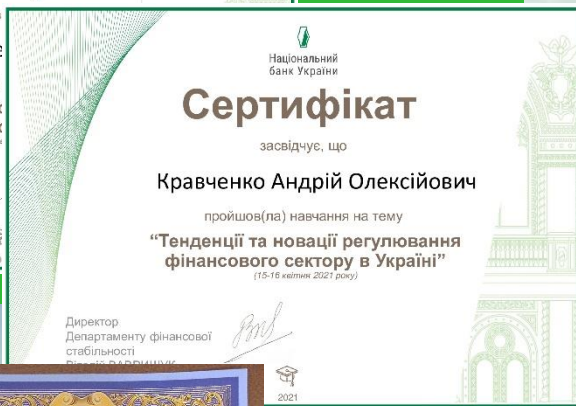 Національний
банк України
Сертифікат
засвідчує, що
Кравченко Андрій Олексійович
пройшов(ла) навчання на тему
“Тенденції та новації регулювання
фінансового сектору в Україні”
(15-16 квітня 2021 року)
Директор
Департаменту фінансової
стабільності
2021